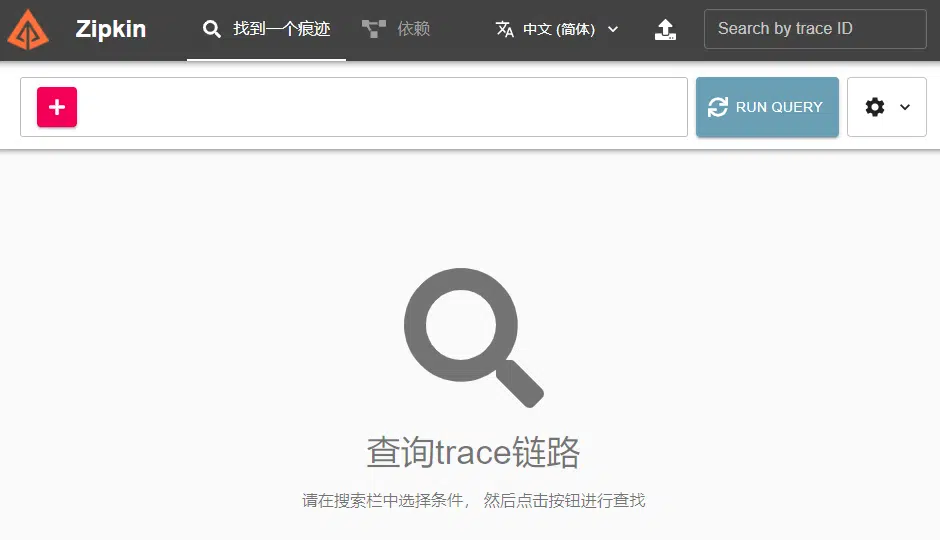 Zipkin
找到一个痕迹
依赖
中文 (简体)
Search by trace ID
RUN QUERY
查询trace链路
请在搜索栏中选择条件， 然后点击按钮进行查找